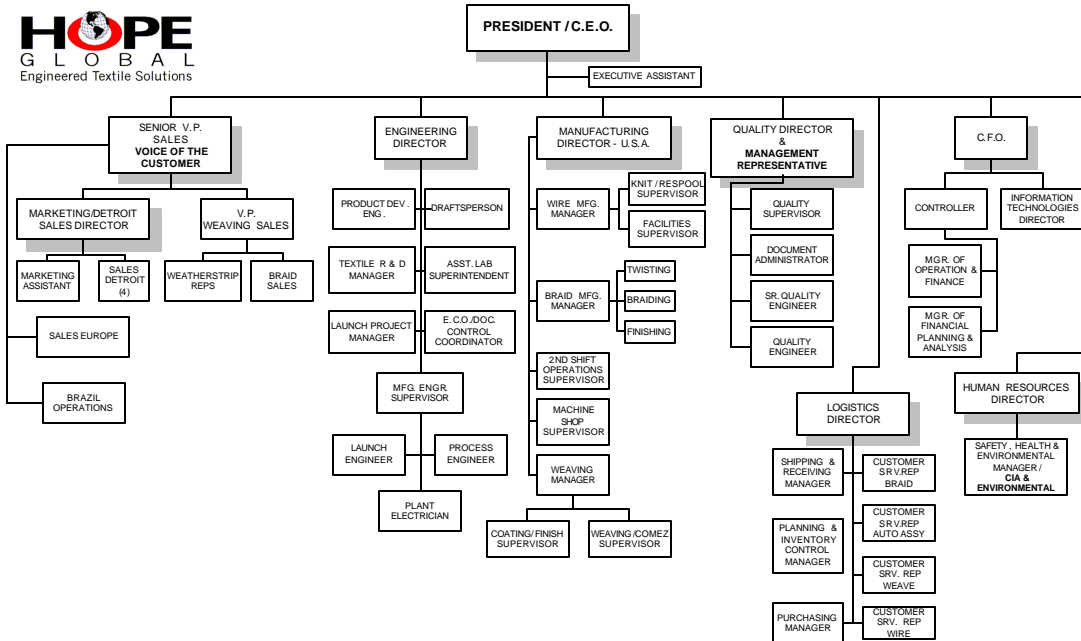 HOPE
GLOBAL
Engineered Textile Solutions
PRESIDENT / C.E.O.
EXECUTIVE ASSISTANT
SENIOR V.P.
SALES
VOICE OF THE
CUSTOMER
ENGINEERING
DIRECTOR
MANUFACTURING
DIRECTOR - U.S.A.
QUALITY DIRECTOR
&
MANAGEMENT
REPRESENTATIVE
C.F.O.
MARKETING/DETROIT
SALES DIRECTOR
V.P.
WEAVING SALES
MARKETING
ASSISTANT
SALES
DETROIT
(4)
WEATHERSTRIP
REPS
BRAID
SALES
SALES EUROPE
BRAZIL
OPERATIONS
PRODUCT DEV.
ENG.
DRAFTSPERSON
TEXTILE R & D
MANAGER
ASST. LAB
SUPERINTENDENT
LAUNCH PROJECT
MANAGER
E.C.O./DOC.
CONTROL
COORDINATOR
MFG. ENGR.
SUPERVISOR
LAUNCH
ENGINEER
PROCESS
ENGINEER
PLANT
ELECTRICIAN
WIRE MFG.
MANAGER
KNIT / RESPOOL
SUPERVISOR
FACILITIES
SUPERVISOR
BRAID MFG.
MANAGER
TWISTING
BRAIDING
FINISHING
2ND SHIFT
OPERATIONS
SUPERVISOR
MACHINE
SHOP
SUPERVISOR
WEAVING
MANAGER
COATING/FINISH
SUPERVISOR
WEAVING/COMEZ
SUPERVISOR
QUALITY
SUPERVISOR
DOCUMENT
ADMINISTRATOR
SR. QUALITY
ENGINEER
QUALITY
ENGINEER
LOGISTICS
DIRECTOR
SHIPPING &
RECEIVING
MANAGER
CUSTOMER
SRV.REP
BRAID
PLANNING &
INVENTORY
CONTROL
MANAGER
CUSTOMER
SRV.REP
AUTO ASSY
CUSTOMER
SRV. REP
WEAVE
PURCHASING
MANAGER
CUSTOMER
SRV. REP
WIRE
CONTROLLER
INFORMATION
TECHNOLOGIES
DIRECTOR
MGR. OF
OPERATION &
FINANCE
MGR. OF
FINANCIAL
PLANNING &
ANALYSIS
HUMAN RESOURCES
DIRECTOR
SAFETY, HEALTH &
ENVIRONMENTAL
MANAGER /
CIA &
ENVIRONMENTAL